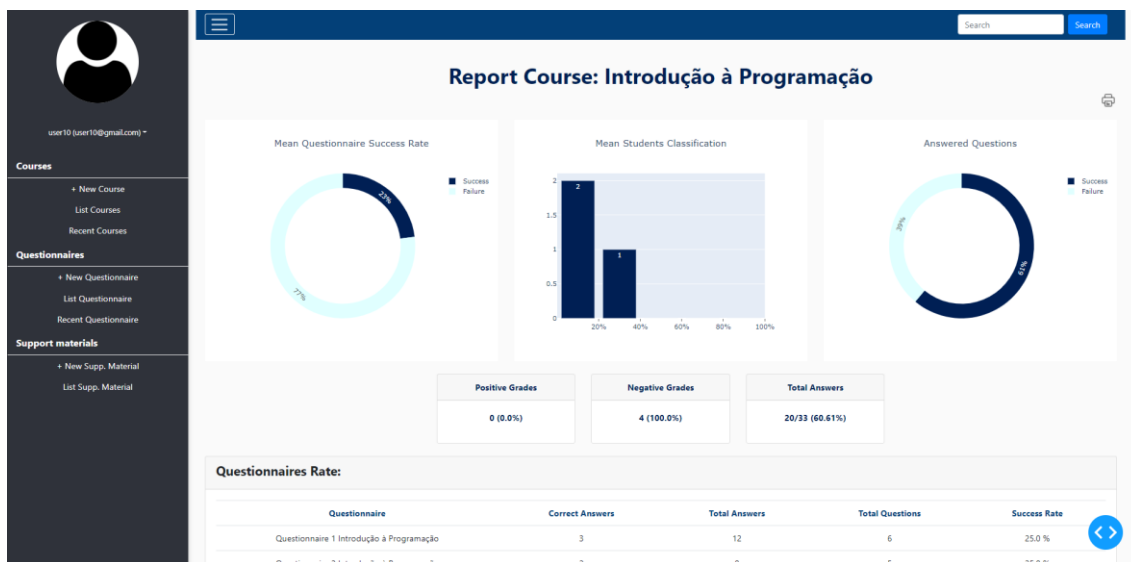 Search
Search
user10 (user10@gmail.com)
Courses
+ New Course
List Courses
Recent Courses
Questionnaires
+ New Questionnaire
List Questionnaire
Recent Questionnaire
Support materials
+ New Supp. Material
List Supp. Material
Report Course: Introdução à Programação
Mean Questionnaire Success Rate
Success
Failure
23%
77%
Mean Students Classification
2
1.5
1
0.5
0
2
1
20% 40% 60% 80% 100%
Answered Questions
Success
Failure
39%
61%
Positive Grades
0 (0.0%)
Negative Grades
4 (100.0%)
Total Answers
20/33 (60.61%)
Questionnaires Rate:
Questionnaire Correct Answers Total Answers Total Questions Success Rate
Questionnaire 1 Introdução à Programação 3 12 6 25.0 %